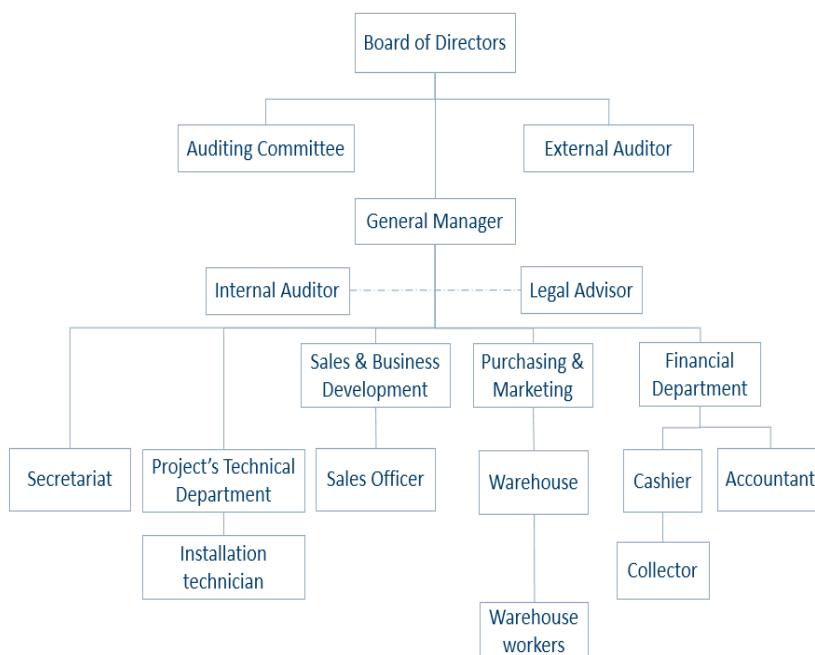 Board of Directors
Auditing Committee
External Auditor
General Manager
Internal Auditor
Legal Advisor
Sales & Business
Development
Purchasing &
Marketing
Financial
Department
Secretariat
Project's Technical
Department
Sales Officer
Warehouse
Cashier
Accountant
Installation
technician
Collector
Warehouse
workers